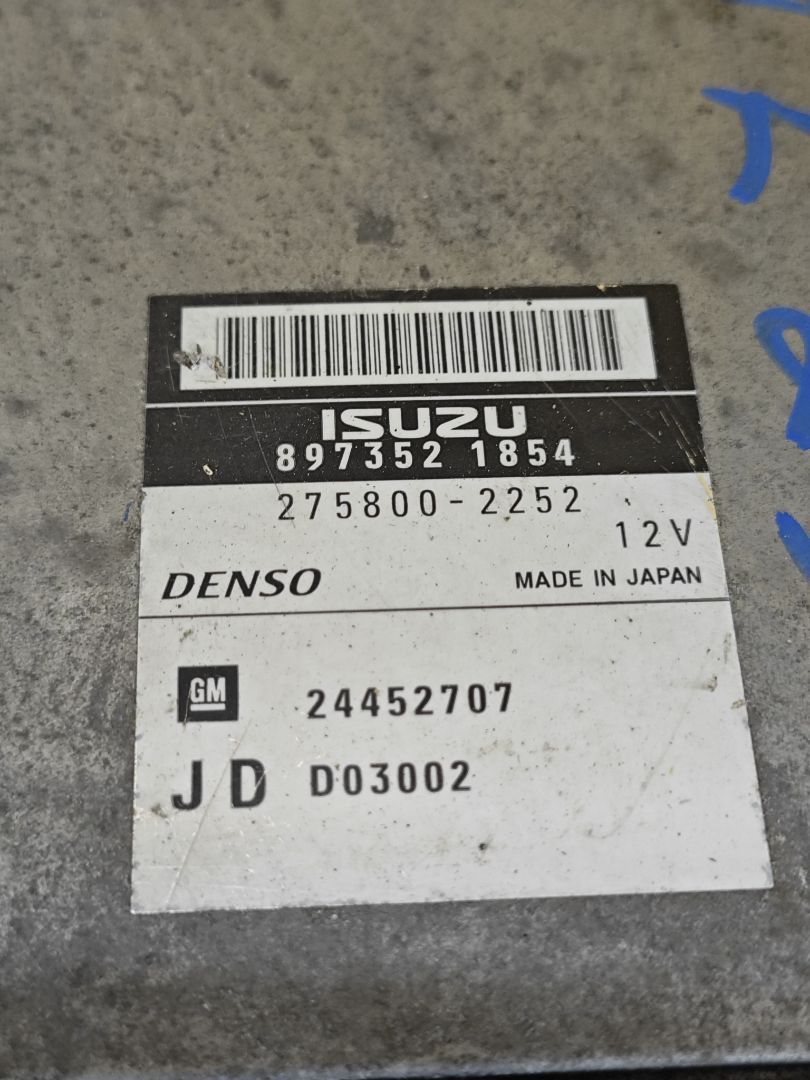 ISUZU
897352 1854
275800-2252
12V
DENSO MADE IN JAPAN
GM 24452707
JD D03002